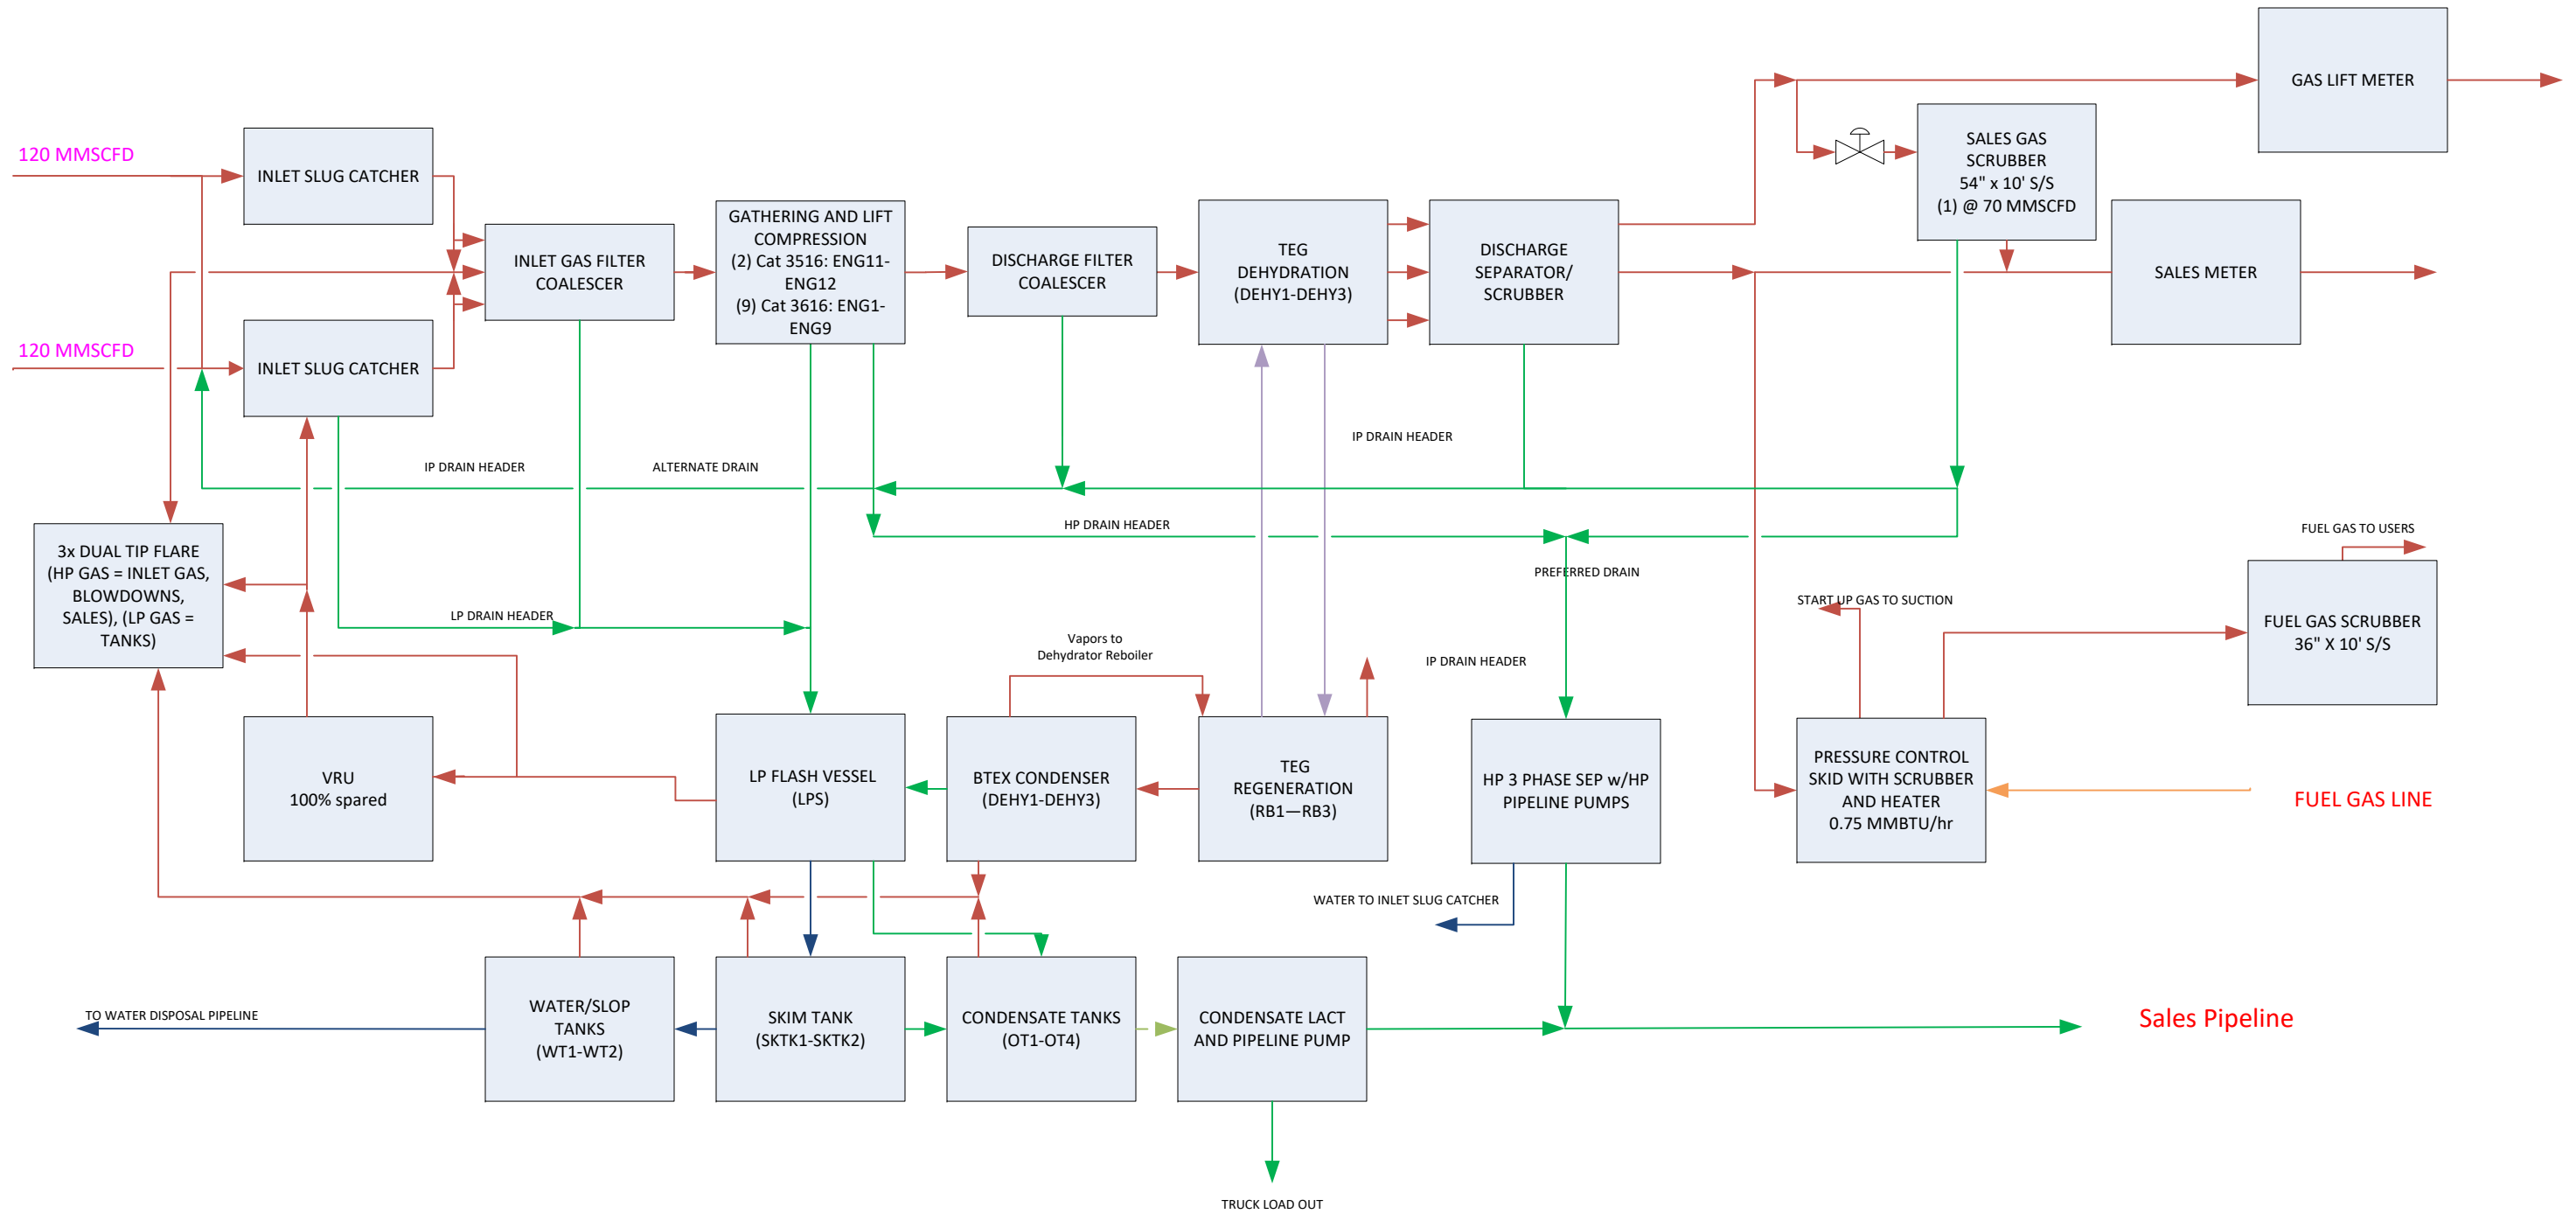 GAS LIFT METER
120 MMSCFD
INLET SLUG CATCHER
SALES GAS
SCRUBBER
54" x 10' S/S
(1) @ 70 MMSCFD
GATHERING AND LIFT
COMPRESSION
(2) Cat 3516: ENG11-
ENG12
(9) Cat 3616: ENG1-
ENG9
INLET GAS FILTER
COALESCER
DISCHARGE FILTER
COALESCER
TEG
DEHYDRATION
(DEHY1-DEHY3)
DISCHARGE
SEPARATOR/
SCRUBBER
SALES METER
120 MMSCFD
INLET SLUG CATCHER
IP DRAIN HEADER
IP DRAIN HEADER
ALTERNATE DRAIN
HP DRAIN HEADER
FUEL GAS TO USERS
3x DUAL TIP FLARE
(HP GAS = INLET GAS,
BLOWDOWNS,
SALES), (LP GAS =
TANKS)
PREFERRED DRAIN
START UP GAS TO SUCTION
LP DRAIN HEADER
FUEL GAS SCRUBBER
36" X 10' S/S
Vapors to
Dehydrator Reboiler
IP DRAIN HEADER
VRU
100% spared
LP FLASH VESSEL
(LPS)
BTEX CONDENSER
(DEHY1-DEHY3)
TEG
REGENERATION
(RB1—RB3)
HP 3 PHASE SEP w/HP
PIPELINE PUMPS
PRESSURE CONTROL
SKID WITH SCRUBBER
AND HEATER
0.75 MMBTU/hr
FUEL GAS LINE
WATER TO INLET SLUG CATCHER
TO WATER DISPOSAL PIPELINE
WATER/SLOP
TANKS
(WT1-WT2)
SKIM TANK
(SKTK1-SKTK2)
CONDENSATE TANKS
(OT1-OT4)
CONDENSATE LACT
AND PIPELINE PUMP
Sales Pipeline
TRUCK LOAD OUT